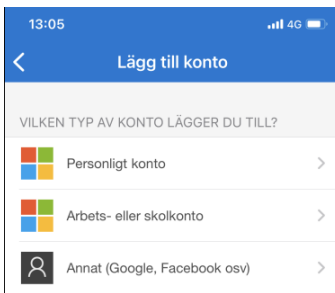 13:05
4G
Lägg till konto
VILKEN TYP AV KONTO LÄGGER DU TILL?
Personligt konto
Arbets- eller skolkonto
Annat (Google, Facebook osv)